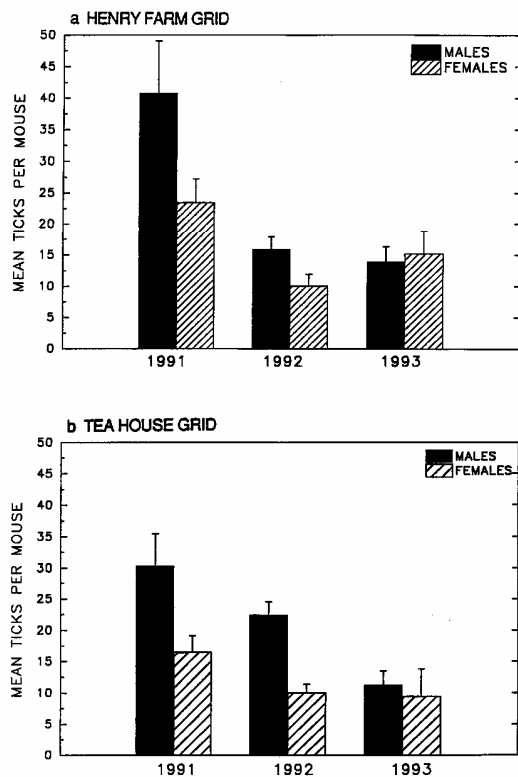 a HENRY FARM GRID
MALES
FEMALES
MEAN TICKS PER MOUSE
50
45
40
35
30
25
20
15
10
5
0
1991 1992 1993
b TEA HOUSE GRID
MALES
FEMALES
MEAN TICKS PER MOUSE
50
45
40
35
30
25
20
15
10
5
0
1991 1992 1993